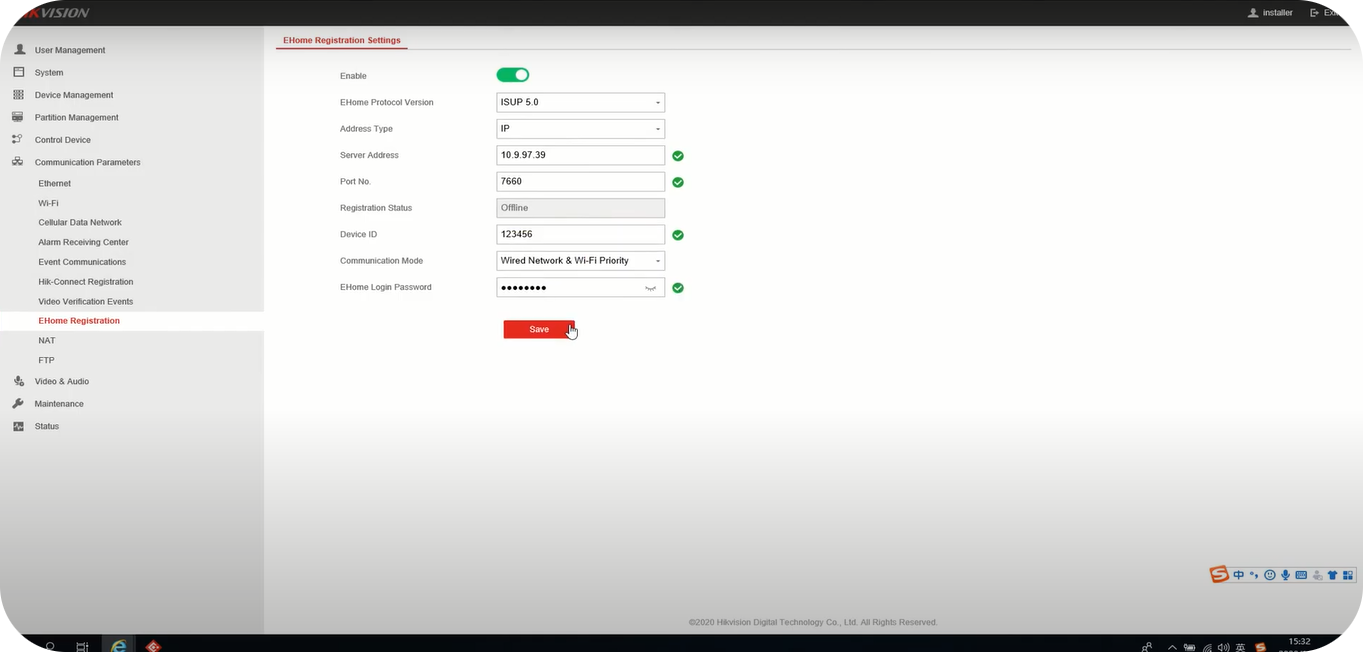 HIKVISION
installer
User Management
System
Device Management
Partition Management
Control Device
Communication Parameters
Ethernet
Wi-Fi
Cellular Data Network
Alarm Receiving Center
Event Communications
Hik-Connect Registration
Video Verification Events
EHome Registration
NAT
FTP
Video & Audio
Maintenance
Status
EHome Registration Settings
Enable
EHome Protocol Version ISUP 5.0
Address Type IP
Server Address 10.9.97.39
Port No. 7660
Registration Status Offline
Device ID 123456
Communication Mode Wired Network & Wi-Fi Priority
EHome Login Password ••••••••
Save
中
©2020 Hikvision Digital Technology Co., Ltd. All Rights Reserved.
英
15:32